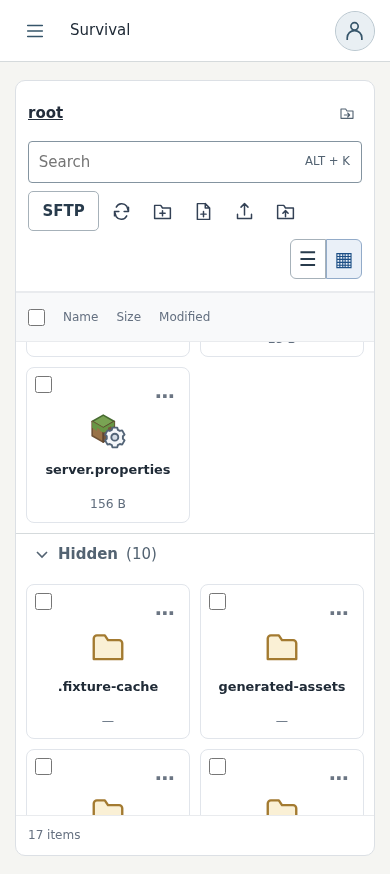 Survival
root
Search ALT + K
SFTP
Name Size Modified
server.properties
156 B
Hidden (10)
.fixture-cache generated-assets
— —
17 items